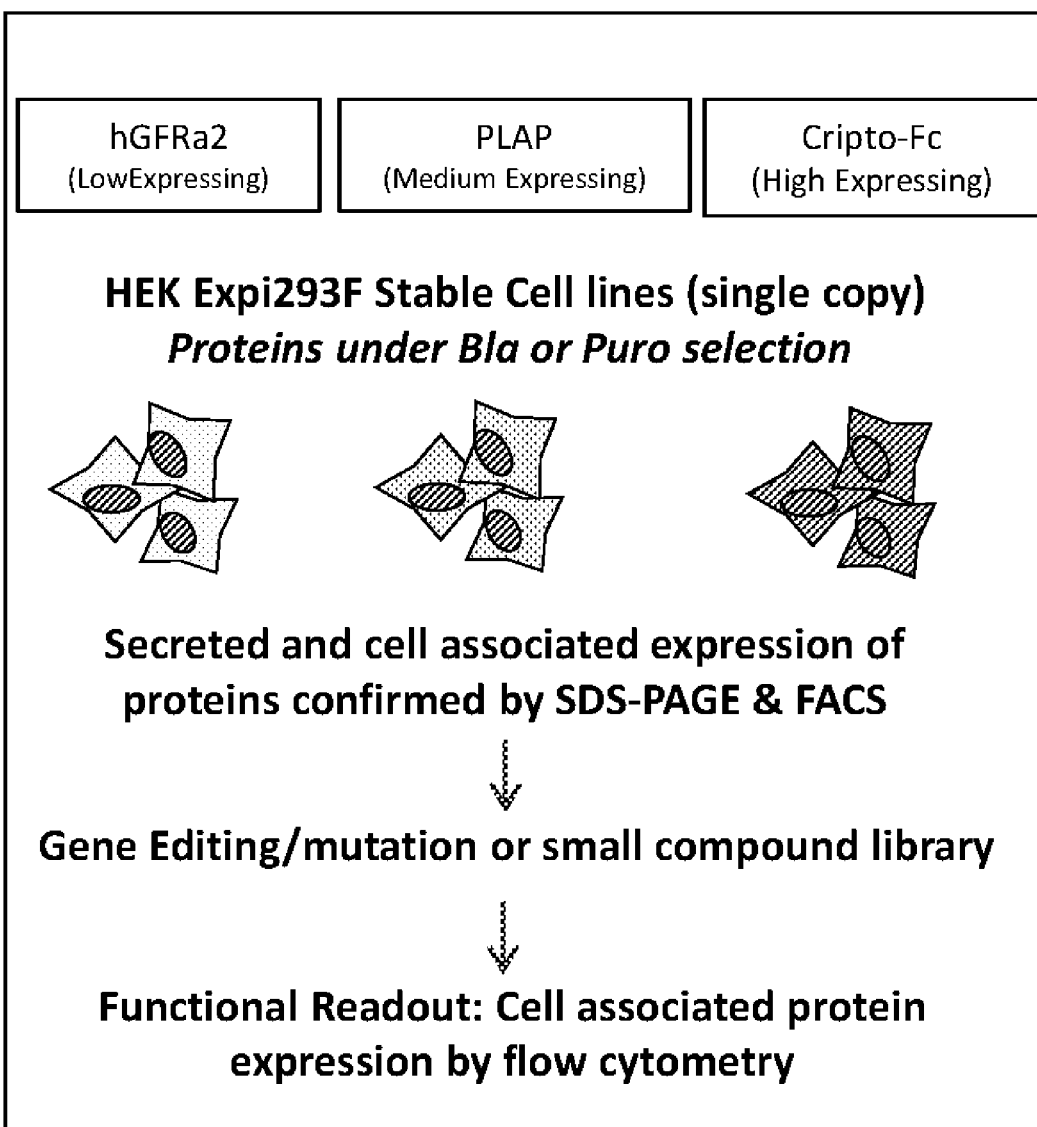 hGFRa2
(LowExpressing)
PLAP
(Medium Expressing)
Cripto-Fc
(High Expressing)
HEK Expi293F Stable Cell lines (single copy)
Proteins under Bla or Puro selection
Secreted and cell associated expression of
proteins confirmed by SDS-PAGE & FACS
Gene Editing/mutation or small compound library
Functional Readout: Cell associated protein
expression by flow cytometry